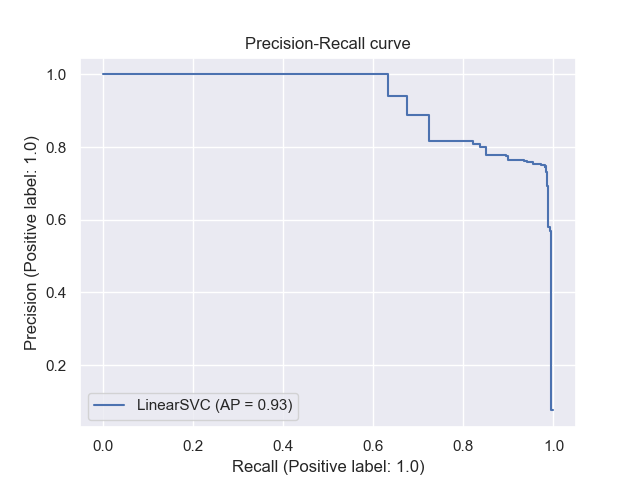 Precision-Recall curve
1.0
0.8
0.6
0.4
0.2
Precision (Positive label: 1.0)
LinearSVC (AP = 0.93)
0.0 0.2 0.4 0.6 0.8 1.0
Recall (Positive label: 1.0)